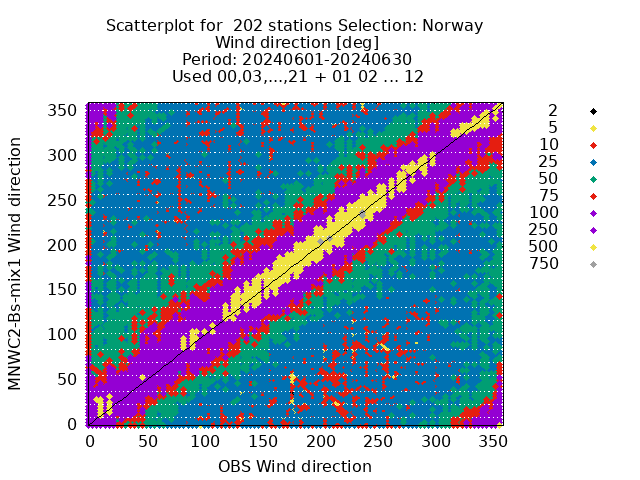 Scatterplot for  202 stations Selection: Norway
Wind direction [deg]
Period: 20240601-20240630
Used 00,03,...,21 + 01 02 ... 12
MNWC2-Bs-mix1 Wind direction
350
300
250
200
150
100
50
0
0 50 100 150 200 250 300 350
OBS Wind direction
2
5
10
25
50
75
100
250
500
750